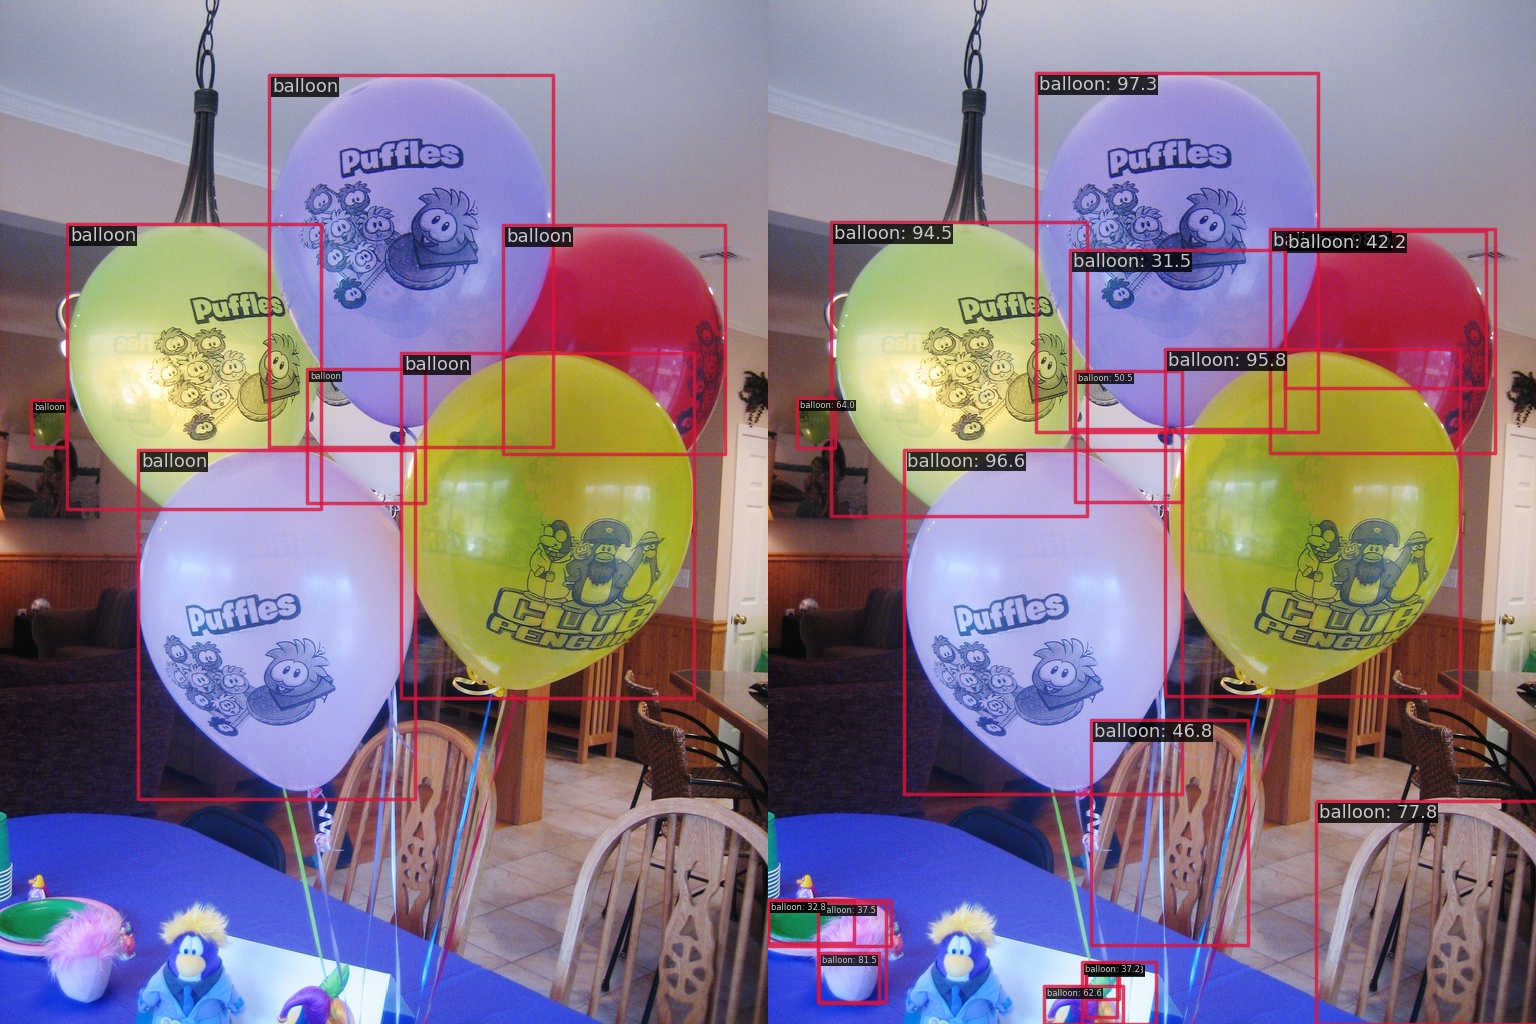 balloon
balloon: 97.3
Puffles
Puffles
balloon
balloon
balloon: 94.5
balloon: 42.2
balloon: 31.5
Puffles
Puffles
balloon
balloon: 95.8
balloon
balloon: 50.5
balloon
balloon: 64.0
balloon
balloon: 96.6
Puffles
CLUB
PENGUIN
Puffles
CLUB
PENGUIN
balloon: 46.8
balloon: 77.8
balloon: 32.8
alloon: 37.5
balloon: 81.5
balloon: 37.2
balloon: 62.6